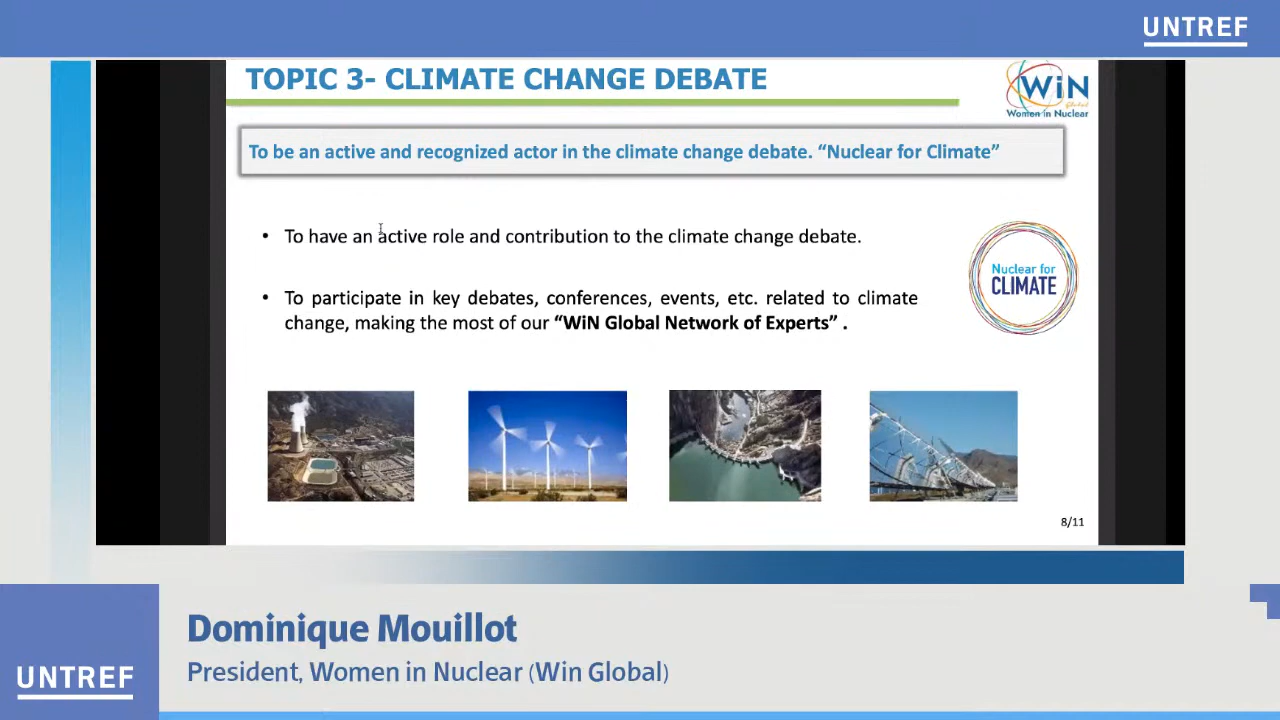 UNTREF
TOPIC 3- CLIMATE CHANGE DEBATE
WiN
Global
Women in Nuclear
To be an active and recognized actor in the climate change debate. “Nuclear for Climate”
• To have an active role and contribution to the climate change debate.
Nuclear for
CLIMATE
• To participate in key debates, conferences, events, etc. related to climate
change, making the most of our “WiN Global Network of Experts” .
8/11
Dominique Mouillot
President, Women in Nuclear (Win Global)
UNTREF